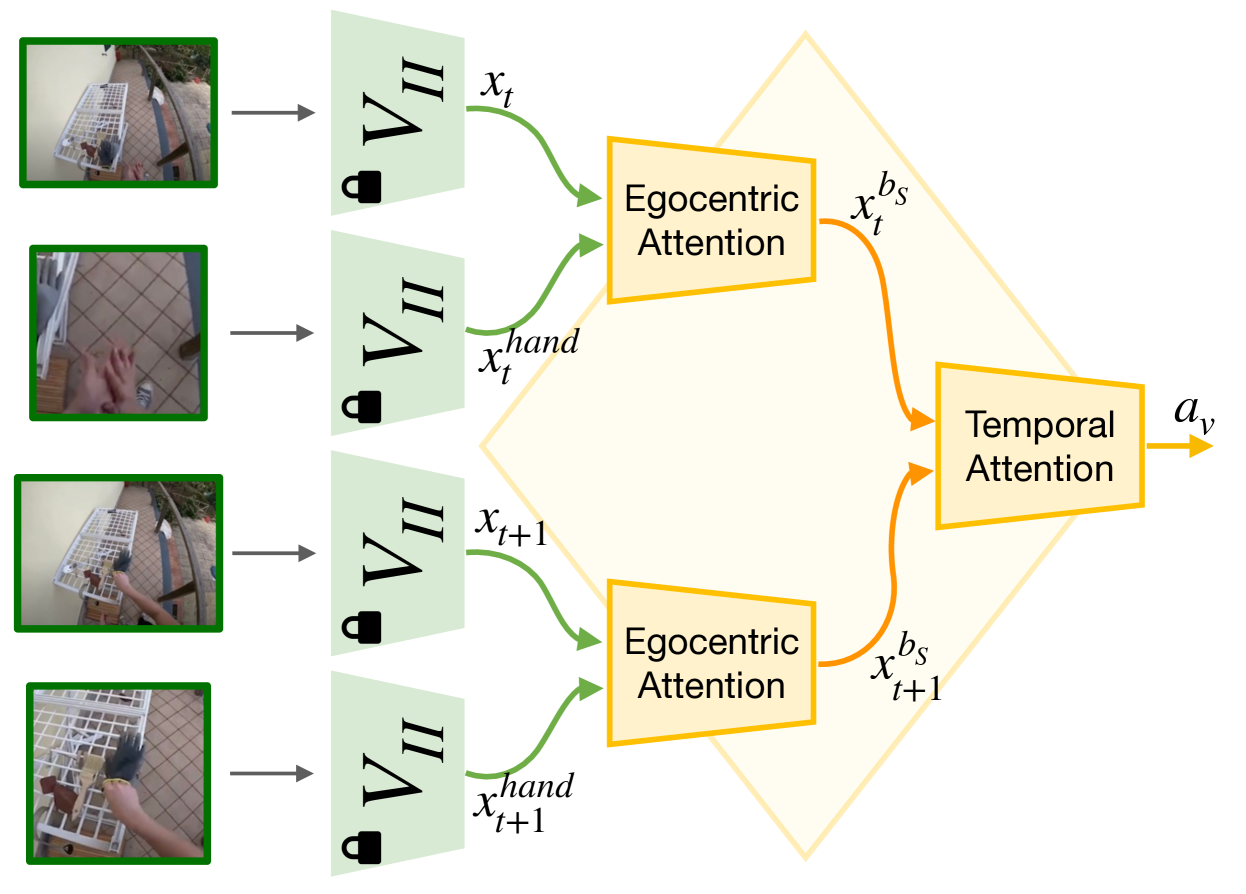 V_{II}
x_t
V_{II}
x_t^{hand}
Egocentric
Attention
x_t^{b_S}
V_{II}
x_{t+1}
V_{II}
x_{t+1}^{hand}
Egocentric
Attention
x_{t+1}^{b_S}
Temporal
Attention
a_v